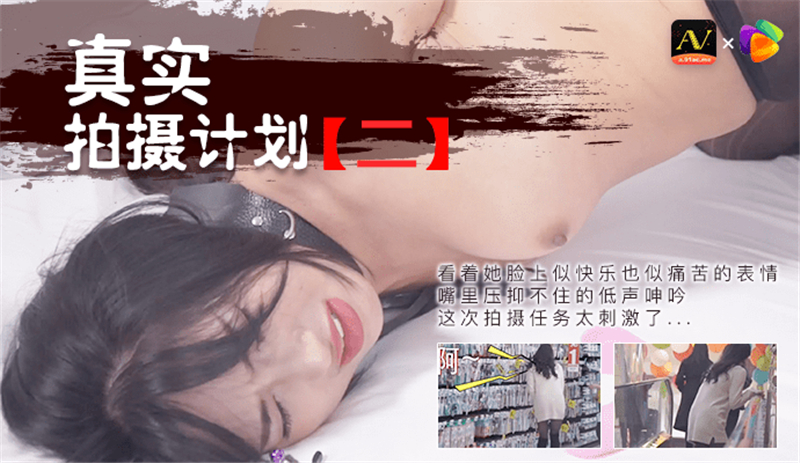 真实
拍摄计划【二】
AV
×
看着她脸上似快乐也似痛苦的表情
嘴里压抑不住的低声呻吟
这次拍摄任务太刺激了...
阿~
1